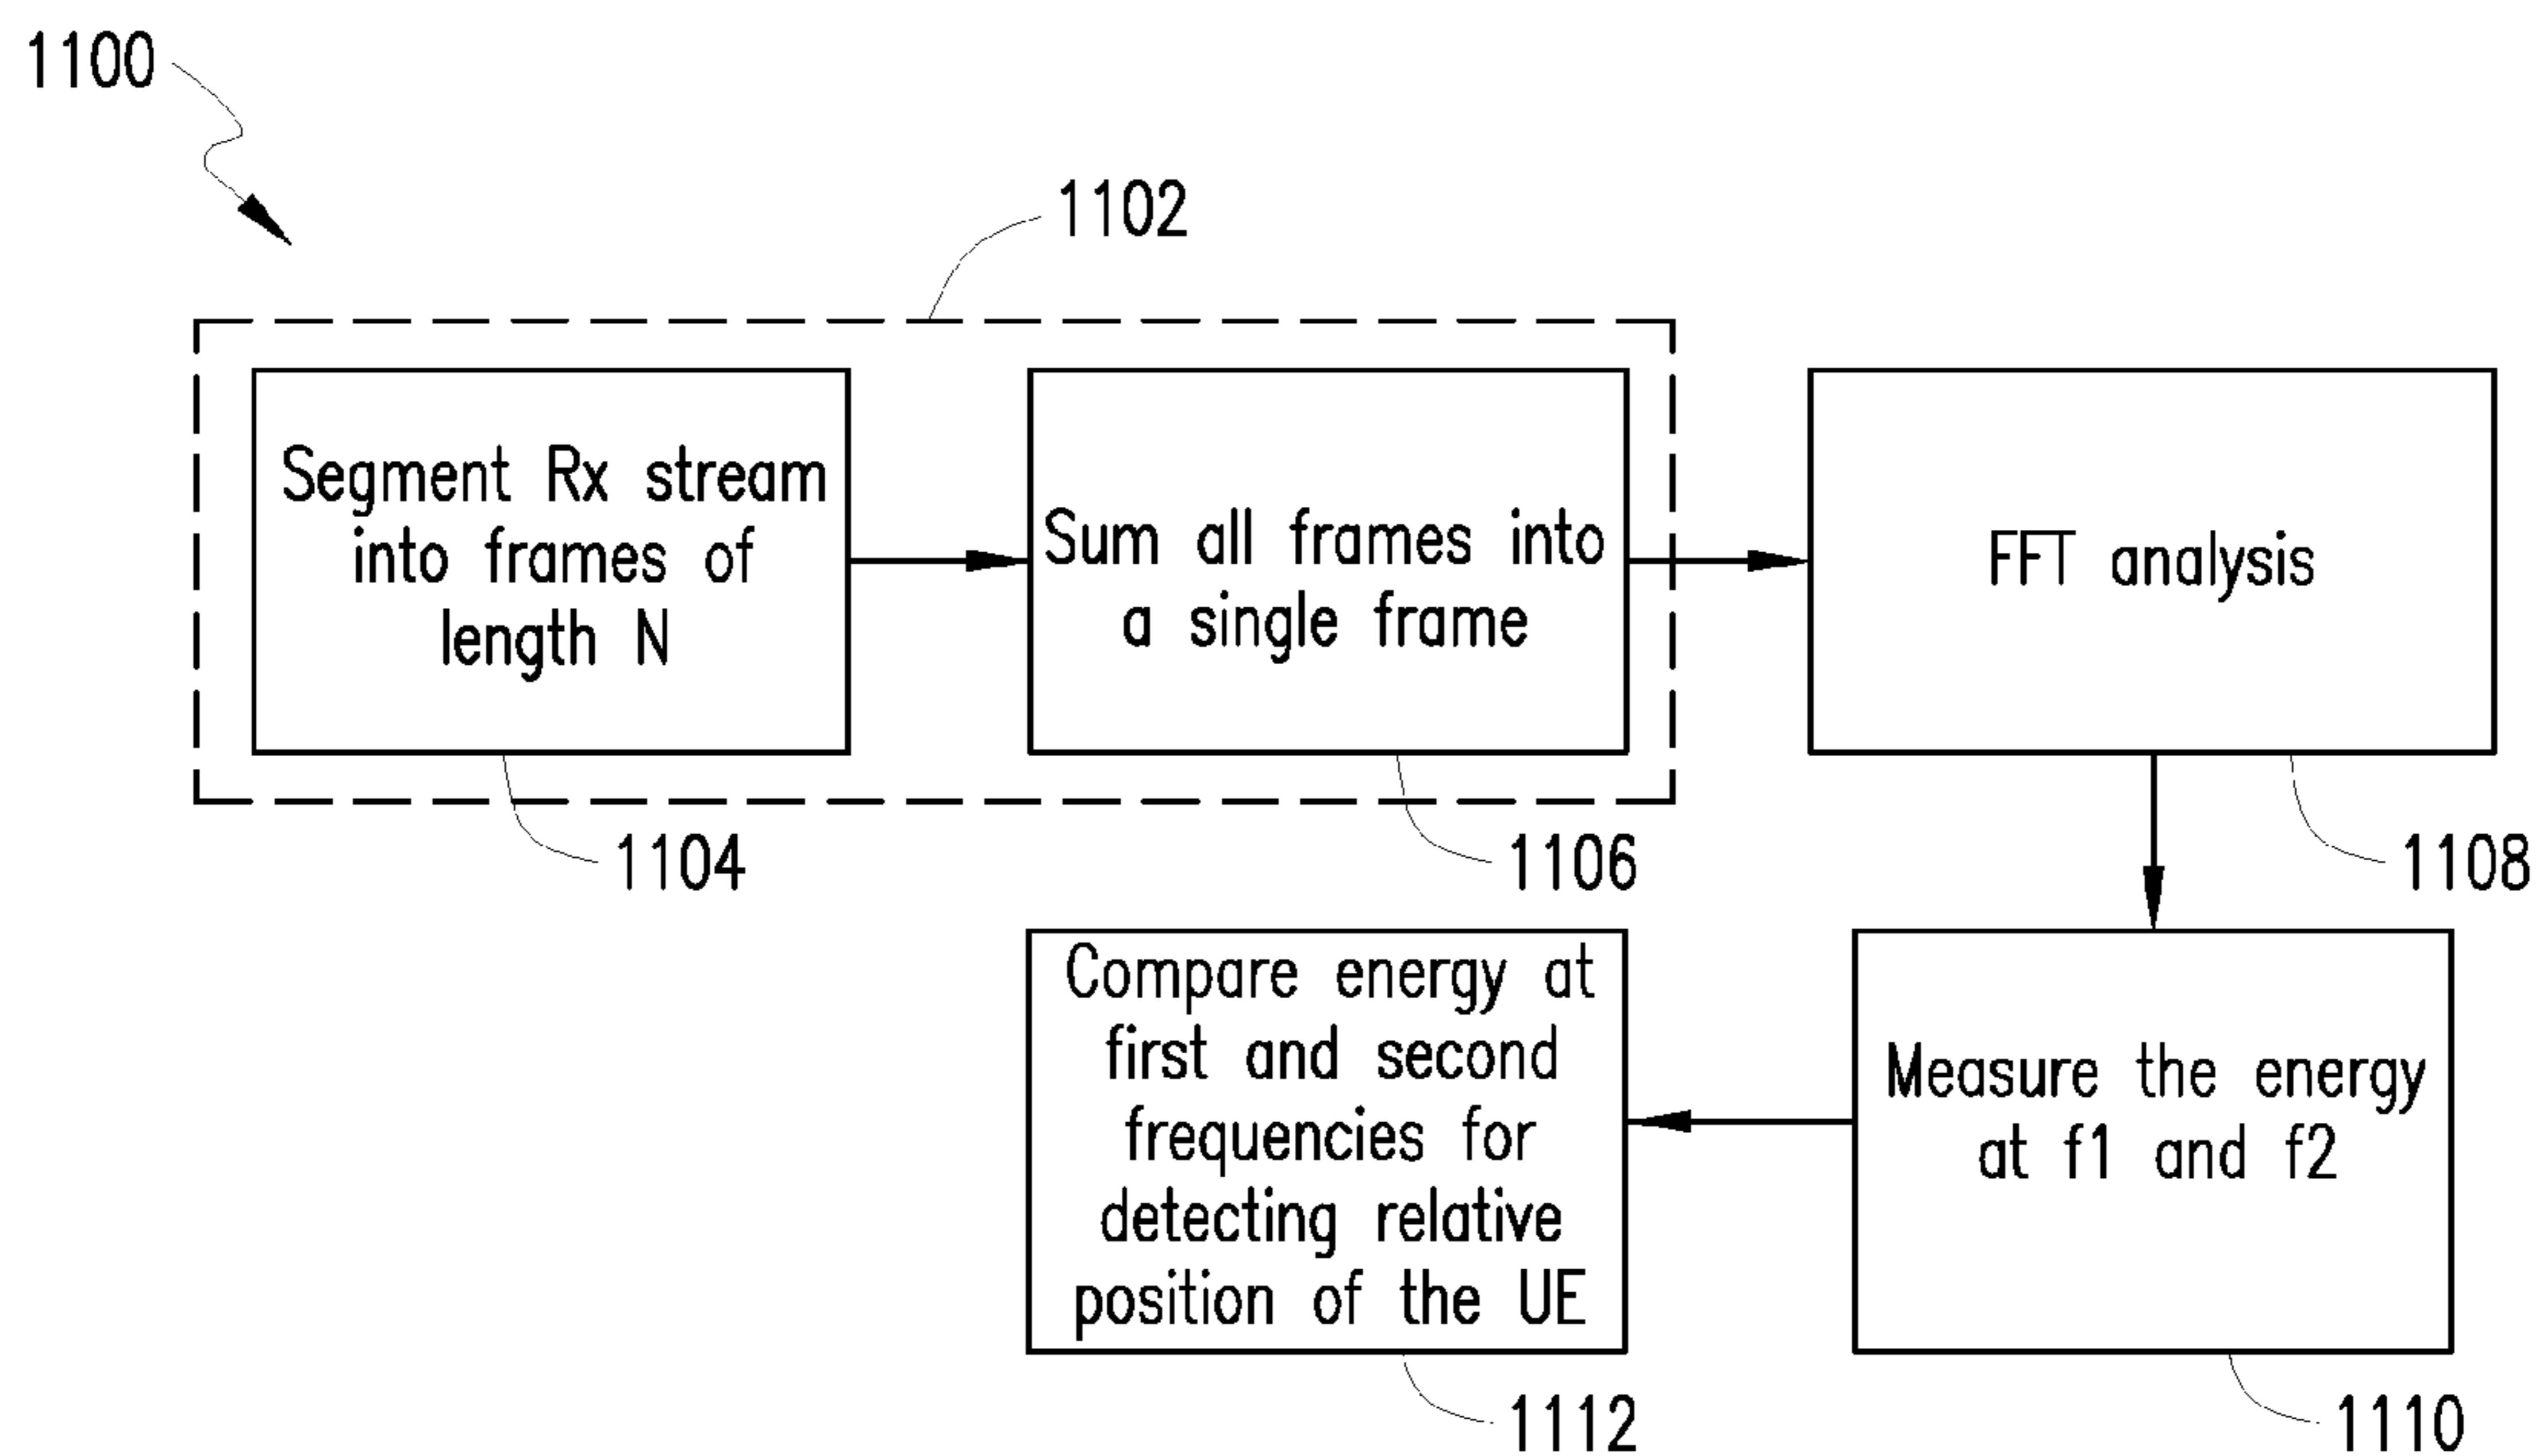 1100
1102
Segment Rx stream
into frames of
length N
Sum all frames into
a single frame
FFT analysis
1104
1106
1108
Compare energy at
first and second
frequencies for
detecting relative
position of the UE
Measure the energy
at f1 and f2
1112
1110